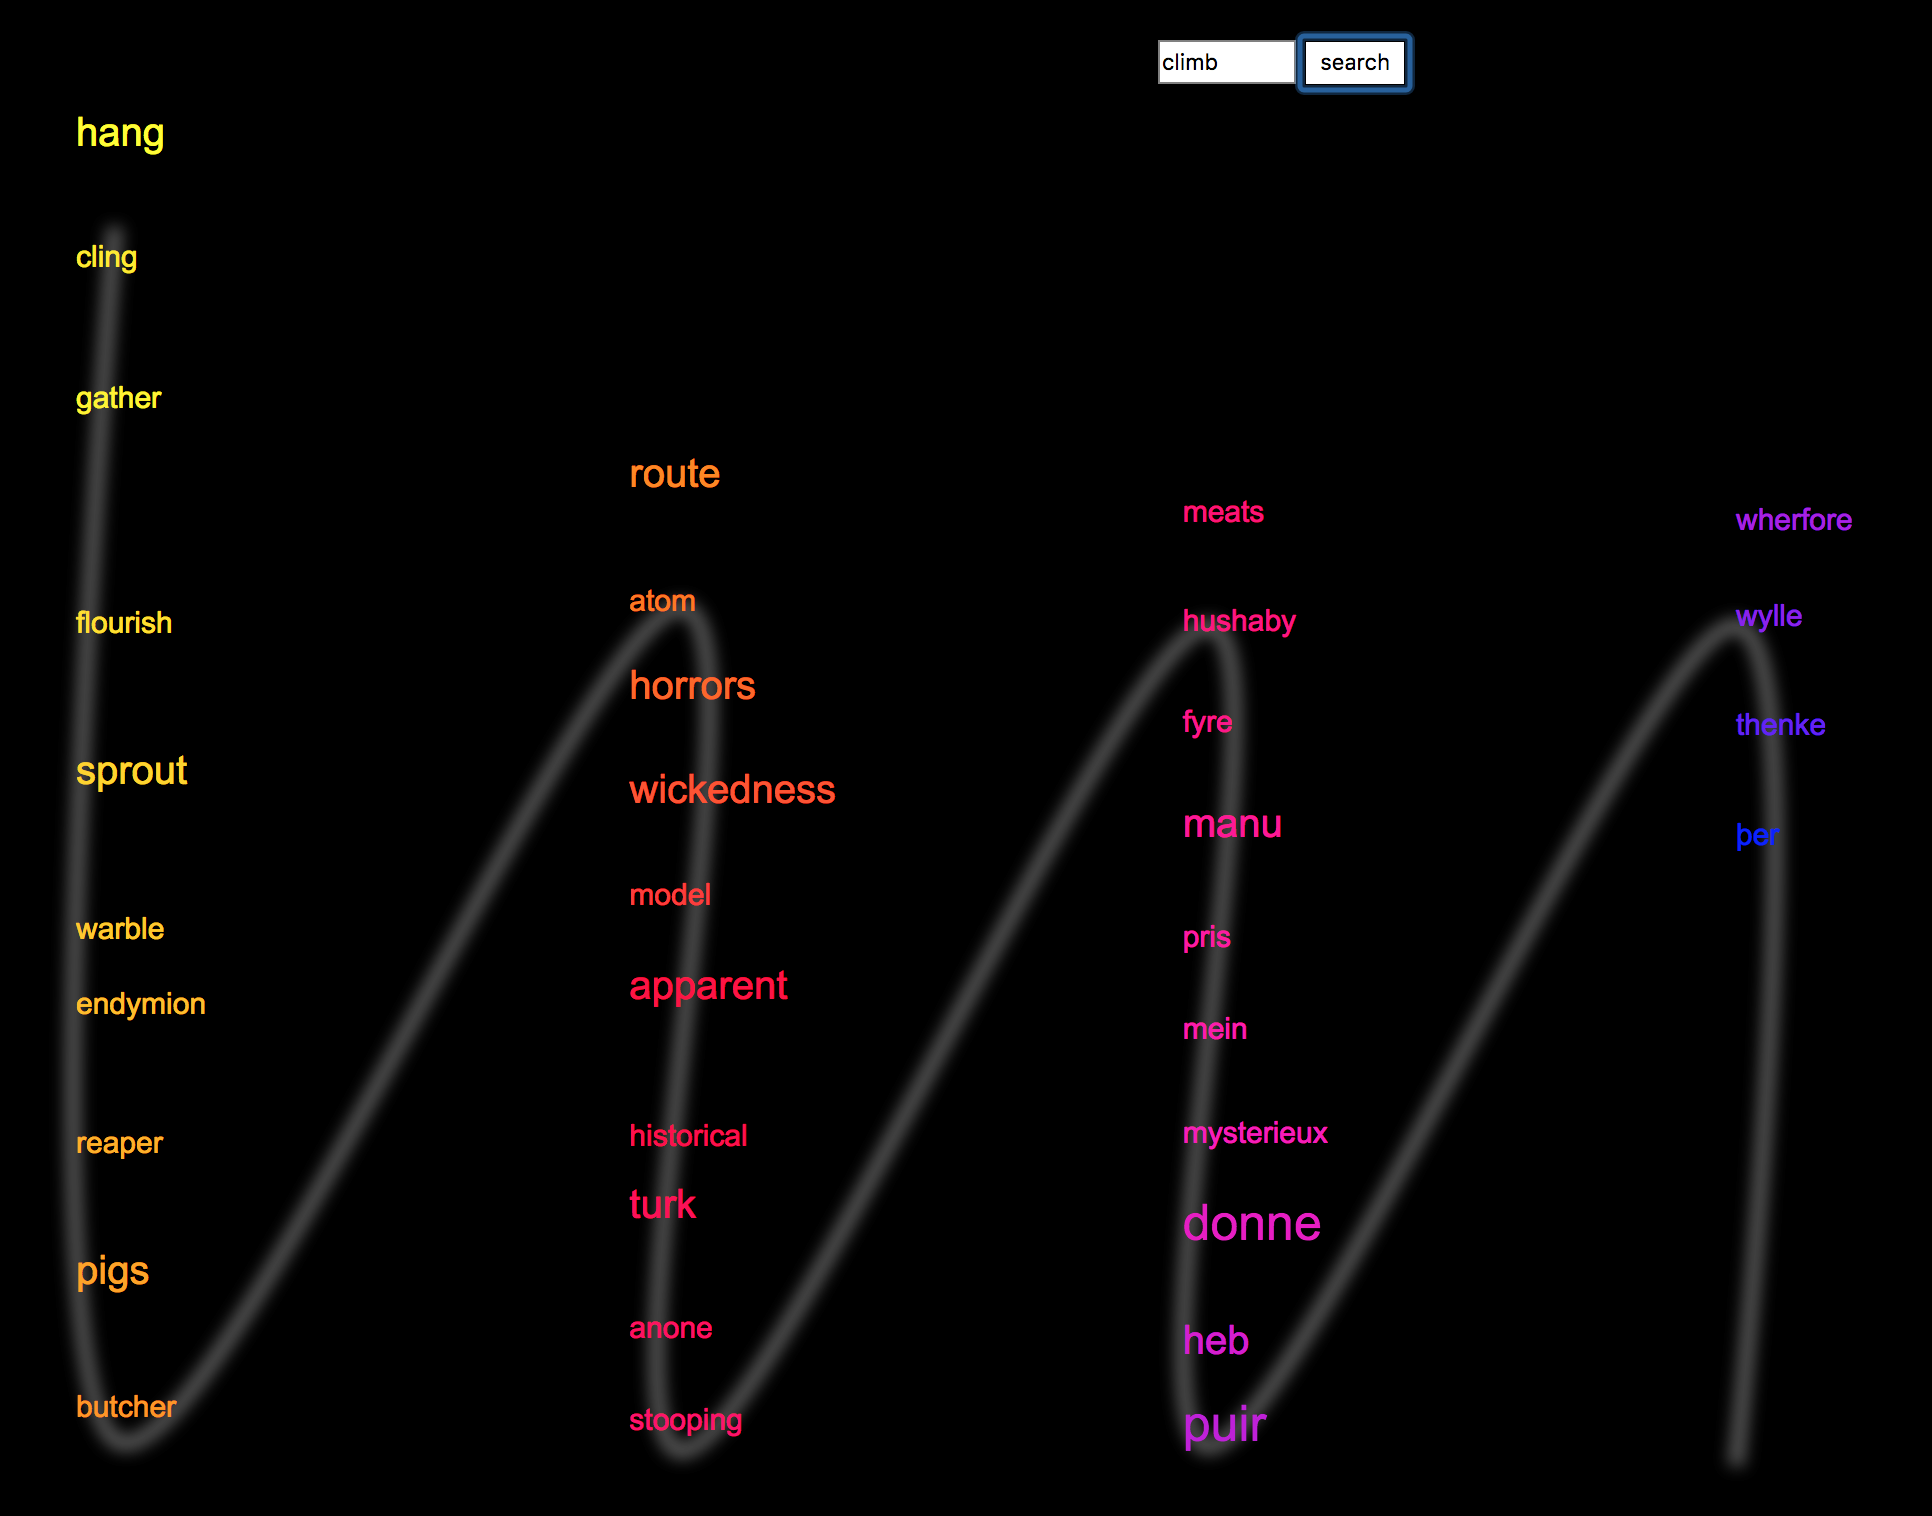 climb search
hang
cling
gather
flourish
sprout
warble
endymion
reaper
pigs
butcher
route
atom
horrors
wickedness
model
apparent
historical
turk
anone
stooping
meats
hushaby
fyre
manu
pris
mein
mysterieux
donne
heb
puir
wherfore
wylle
thenke
þer